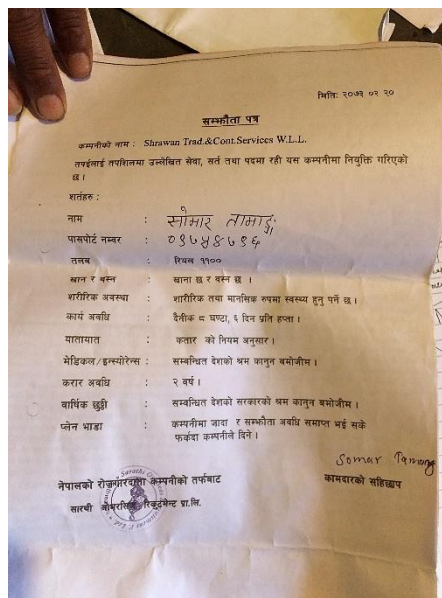 मितिः २०७३ ०२ २०
सम्झौता पत्र
कम्पनीको नाम : Shrawan Trad.&Cont.Services W.L.L.
तपाईलाई तपशिलमा उल्लेखित सेवा, सर्त तथा पदमा रही यस कम्पनीमा नियुक्ति गरिएको
छ ।
शर्तहरु :
नाम : सोमार तामाङ्ग
पासपोर्ट नम्बर : ०९७५४७९६
तलब : रियल ११००
खान र बस्न : खाना छ र बस्न छ ।
शारीरिक अवस्था : शारीरिक तथा मानसिक रुपमा स्वस्थ्य हुनु पर्ने छ ।
कार्य अवधि : दैनीक ८ घण्टा, ६ दिन प्रति हप्ता ।
यातायात : कतार को नियम अनुसार ।
मेडिकल/इन्स्योरेन्स : सम्बन्धित देशको श्रम कानुन बमोजीम ।
करार अवधि : २ वर्ष ।
वार्षिक छुट्टी : सम्बन्धित देशको सरकारको श्रम कानुन बमोजीम ।
प्लेन भाडा : कम्पनीमा जादा र सम्झौता अवधि समाप्त भई सके
फर्कदा कम्पनीले दिने ।
Somar Tamang
नेपालको रोजगारदाता कम्पनीको तर्फबाट कामदारको सहिछाप
सारथी रिक्रुटमेन्ट प्रा.लि.